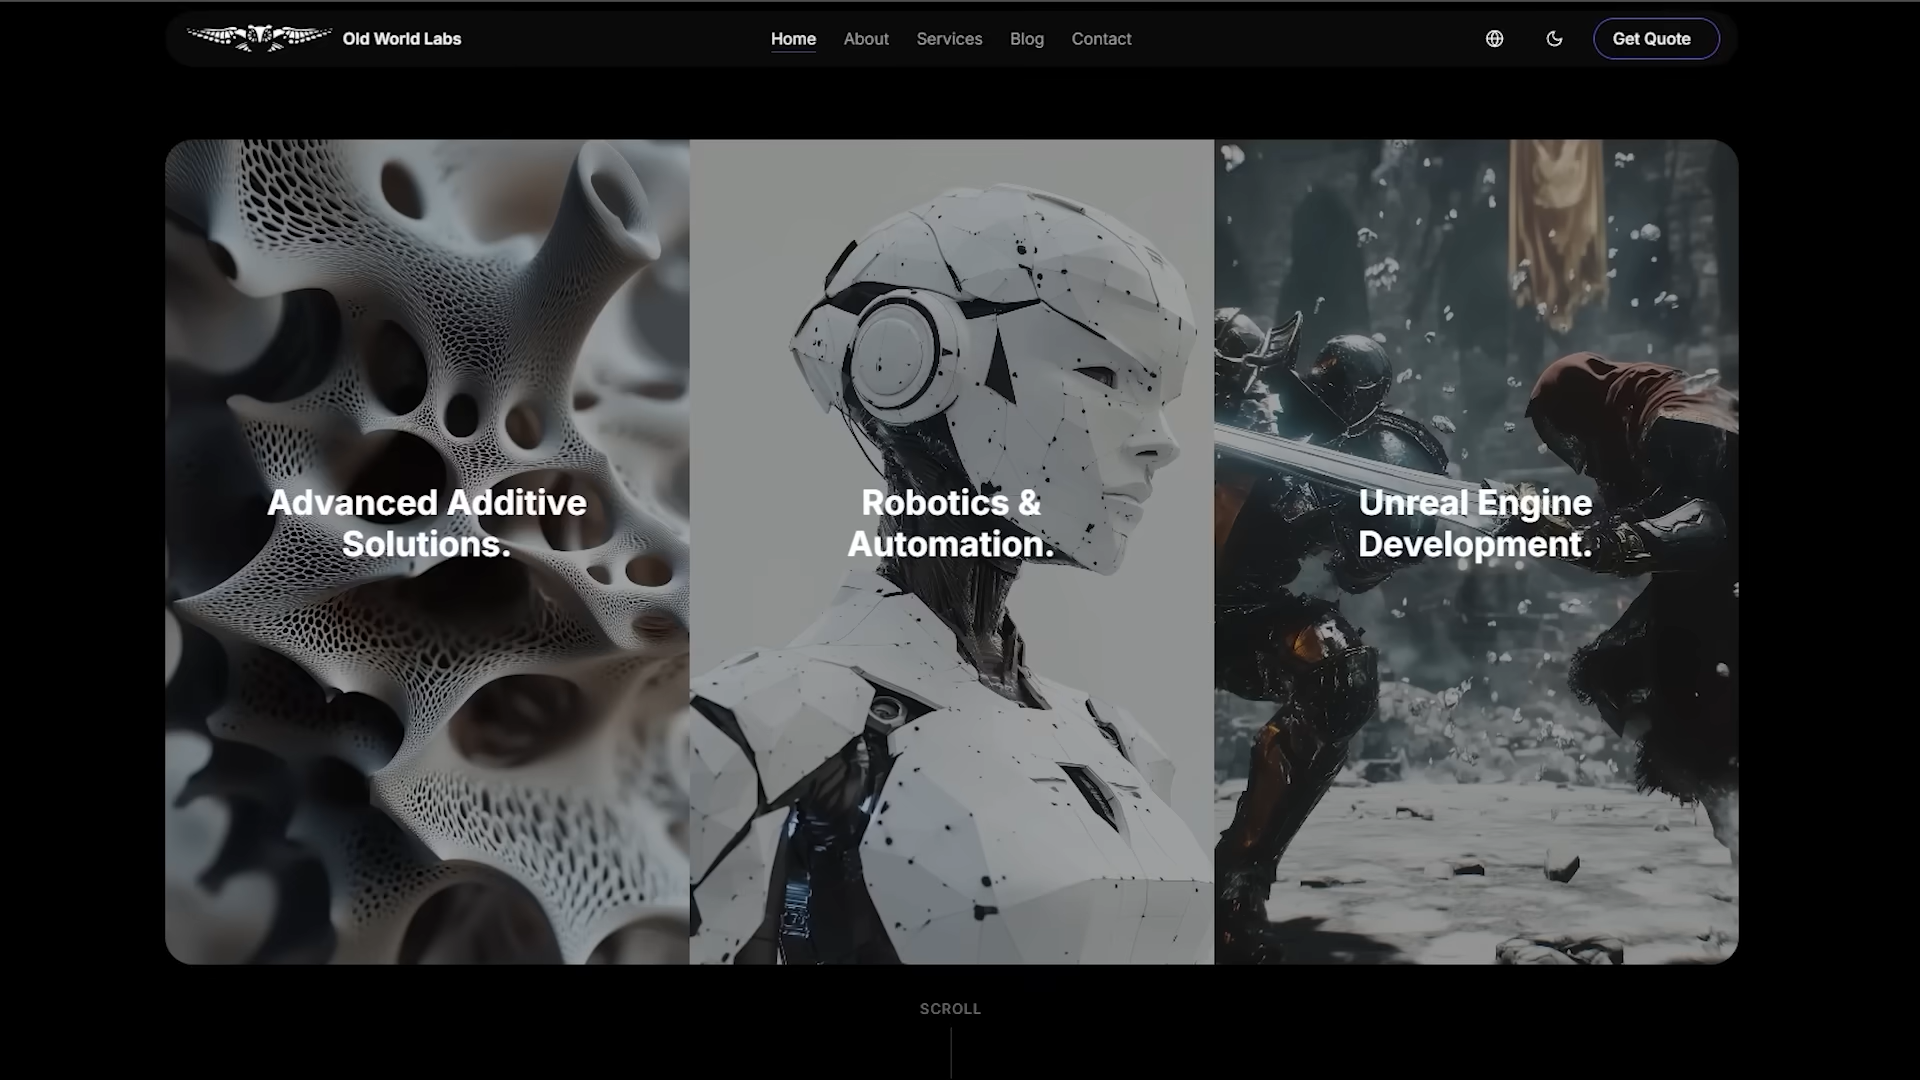 Old World Labs
Home
About
Services
Blog
Contact
Get Quote
Advanced Additive
Solutions.
Robotics &
Automation.
Unreal Engine
Development.
SCROLL